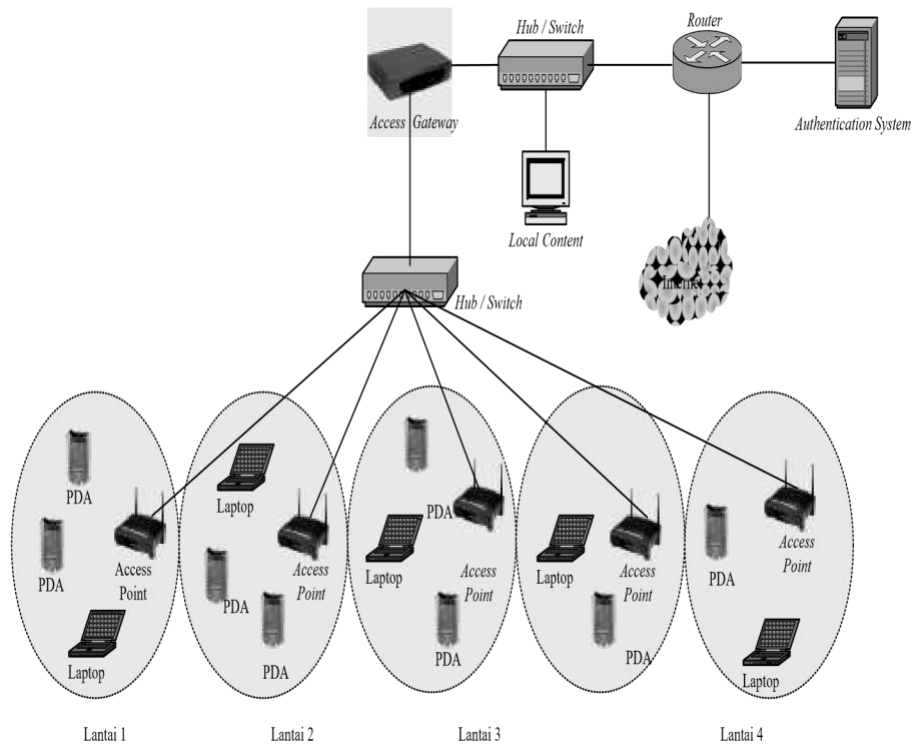 Router
Hub / Switch
Access Gateway
Authentication System
Local Content
Internet
Hub / Switch
PDA
PDA
Access
Point
Laptop
Laptop
Access
Point
PDA
PDA
PDA
Laptop
Access
Point
PDA
Laptop
Access
Point
PDA
PDA
Access
Point
Laptop
Lantai 1
Lantai 2
Lantai 3
Lantai 4